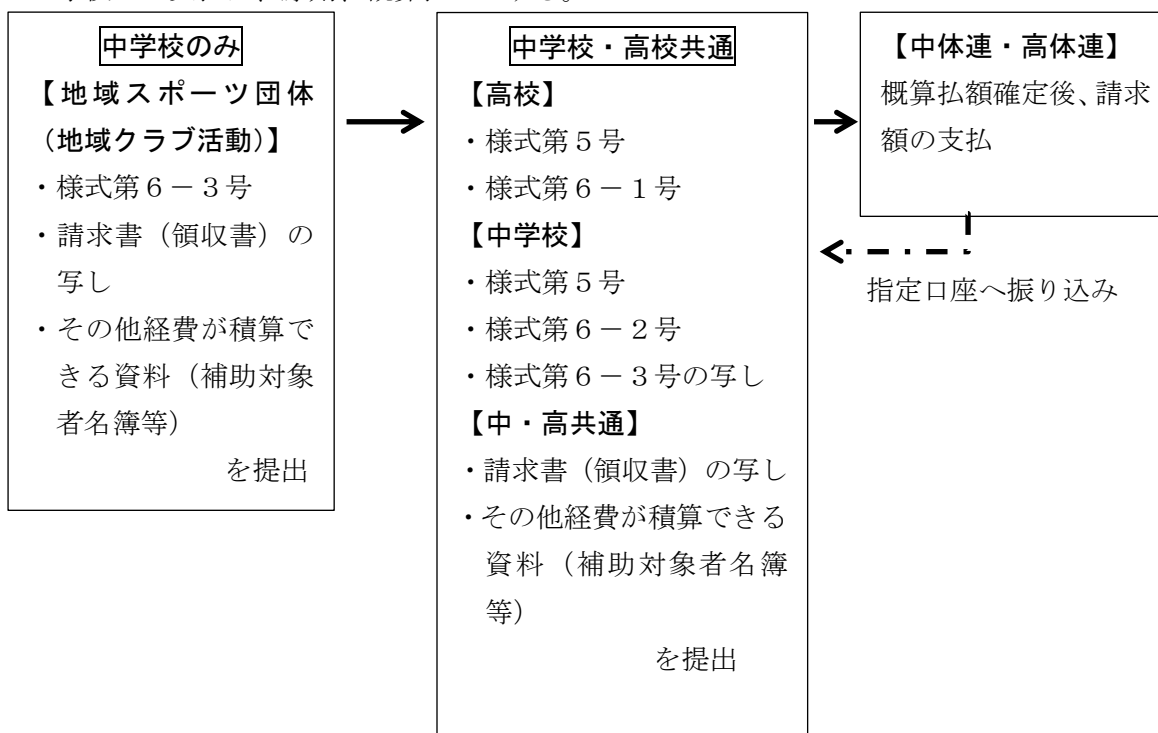 中学校のみ
【地域スポーツ団体
（地域クラブ活動）】
・様式第６－３号
・請求書（領収書）の
写し
・その他経費が積算で
きる資料（補助対象
者名簿等）
を提出
中学校・高校共通
【高校】
・様式第５号
・様式第６－１号
【中学校】
・様式第５号
・様式第６－２号
・様式第６－３号の写し
【中・高共通】
・請求書（領収書）の写し
・その他経費が積算できる
資料（補助対象者名簿
等）
を提出
【中体連・高体連】
概算払額確定後、請求
額の支払
指定口座へ振り込み